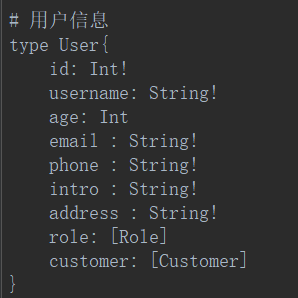 # 用户信息
type User{
    id: Int!
    username: String!
    age: Int
    email : String!
    phone : String!
    intro : String!
    address : String!
    role: [Role]
    customer: [Customer]
}